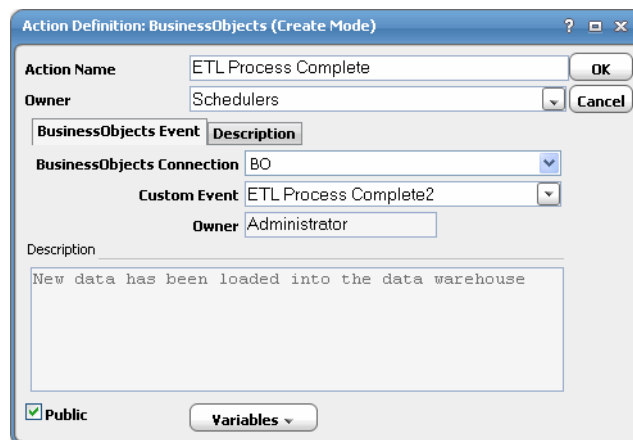 Action Definition: BusinessObjects (Create Mode) ?
Action Name ETL Process Complete OK
Owner Schedulers Cancel
BusinessObjects Event Description
BusinessObjects Connection BO
Custom Event ETL Process Complete2
Owner Administrator
Description
New data has been loaded into the data warehouse
Public Variables